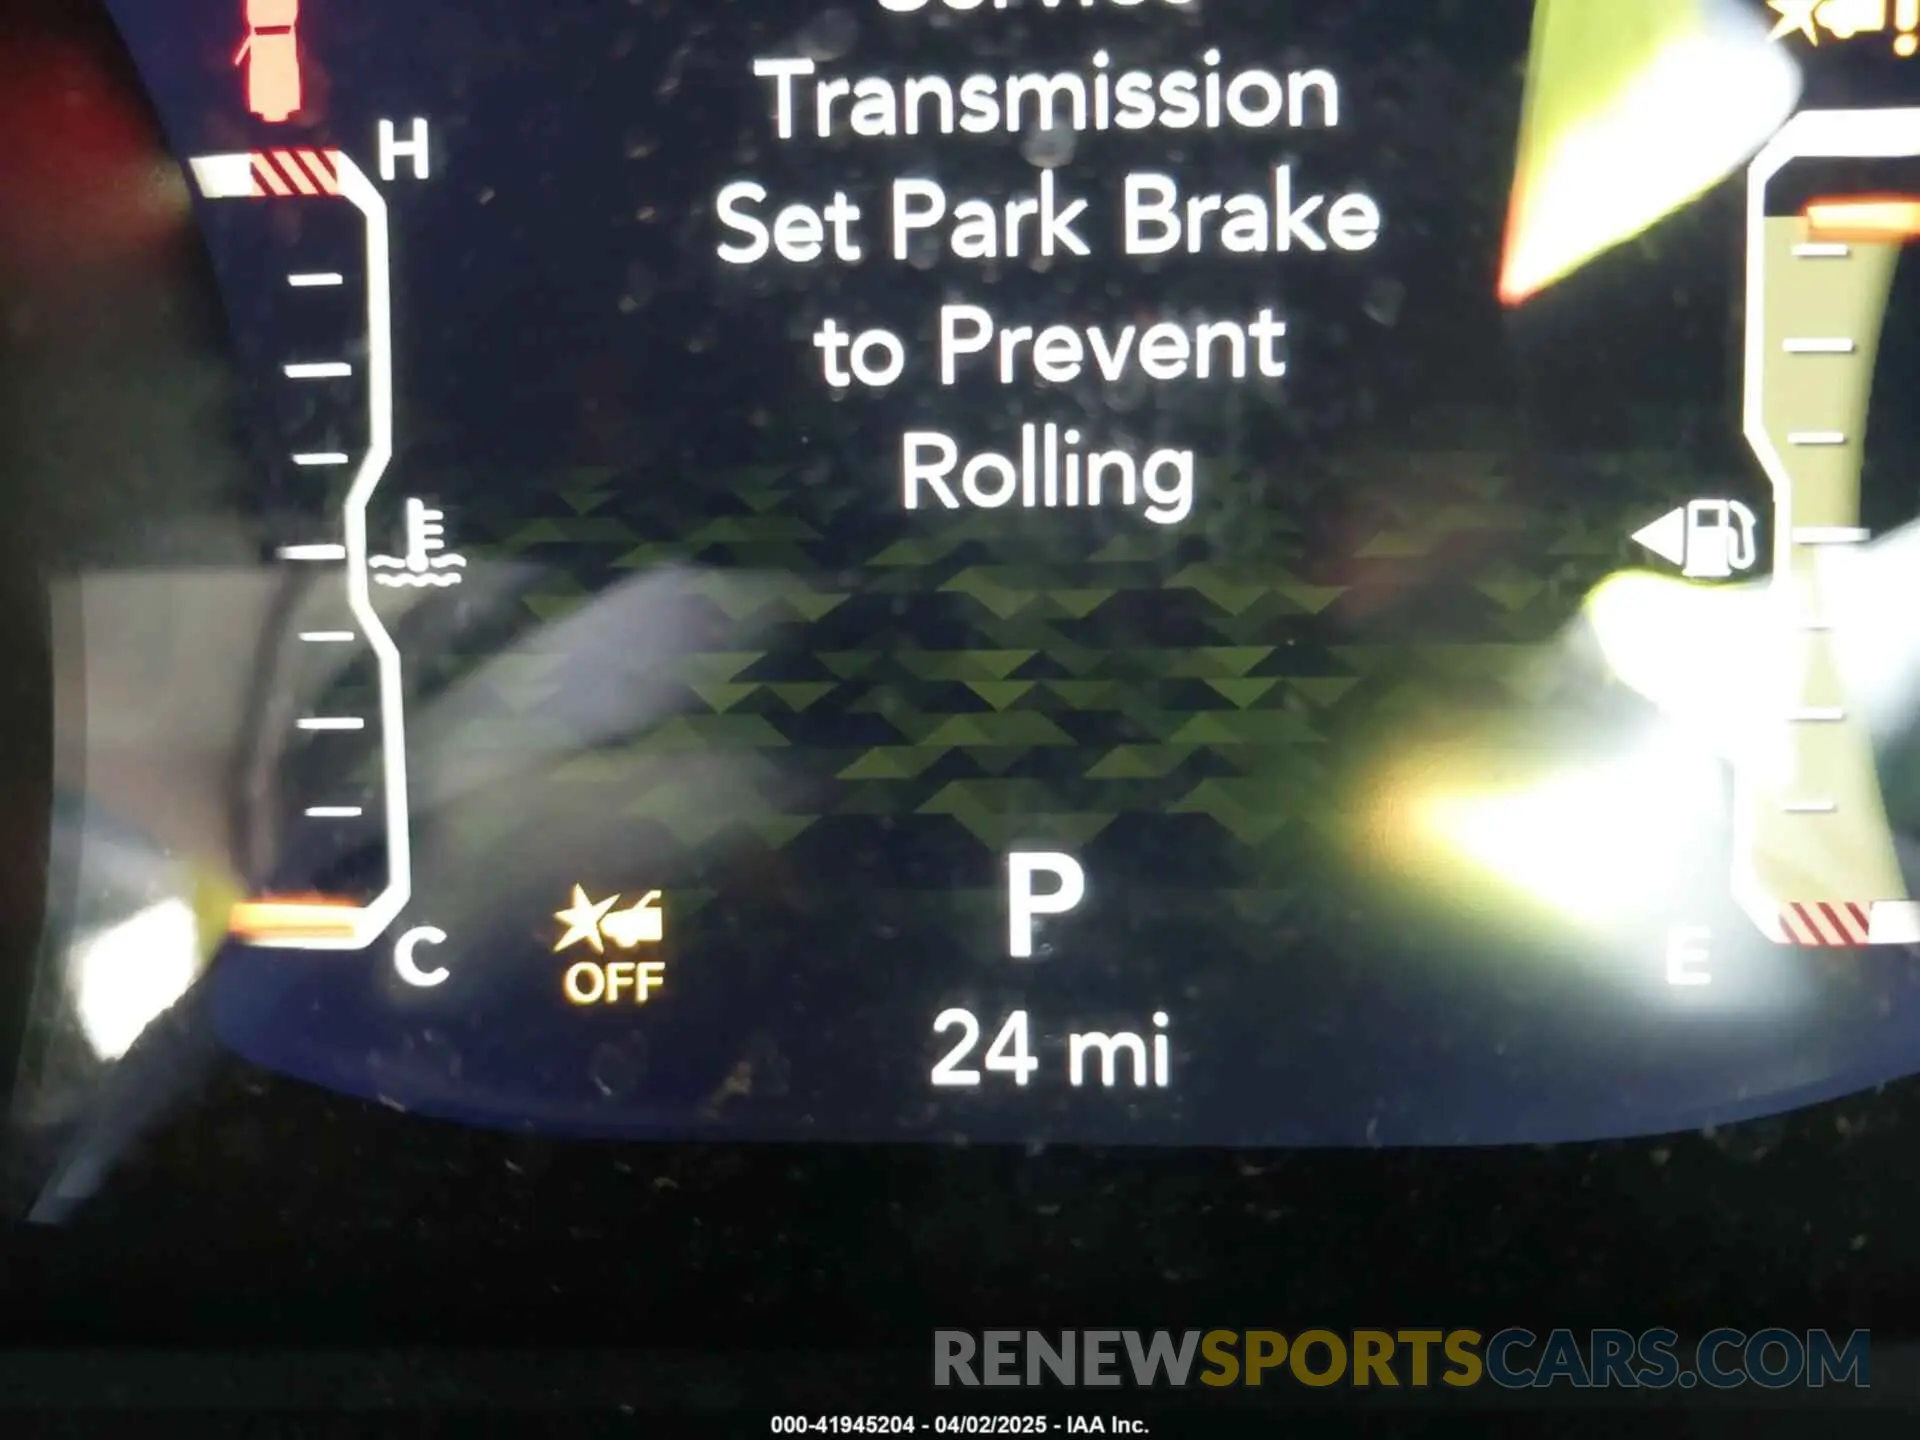 Service
Transmission
Set Park Brake
to Prevent
Rolling
H
C
OFF
P
E
24 mi
RENEWSPORTSCARS.COM
000-41945204 - 04/02/2025 - IAA Inc.